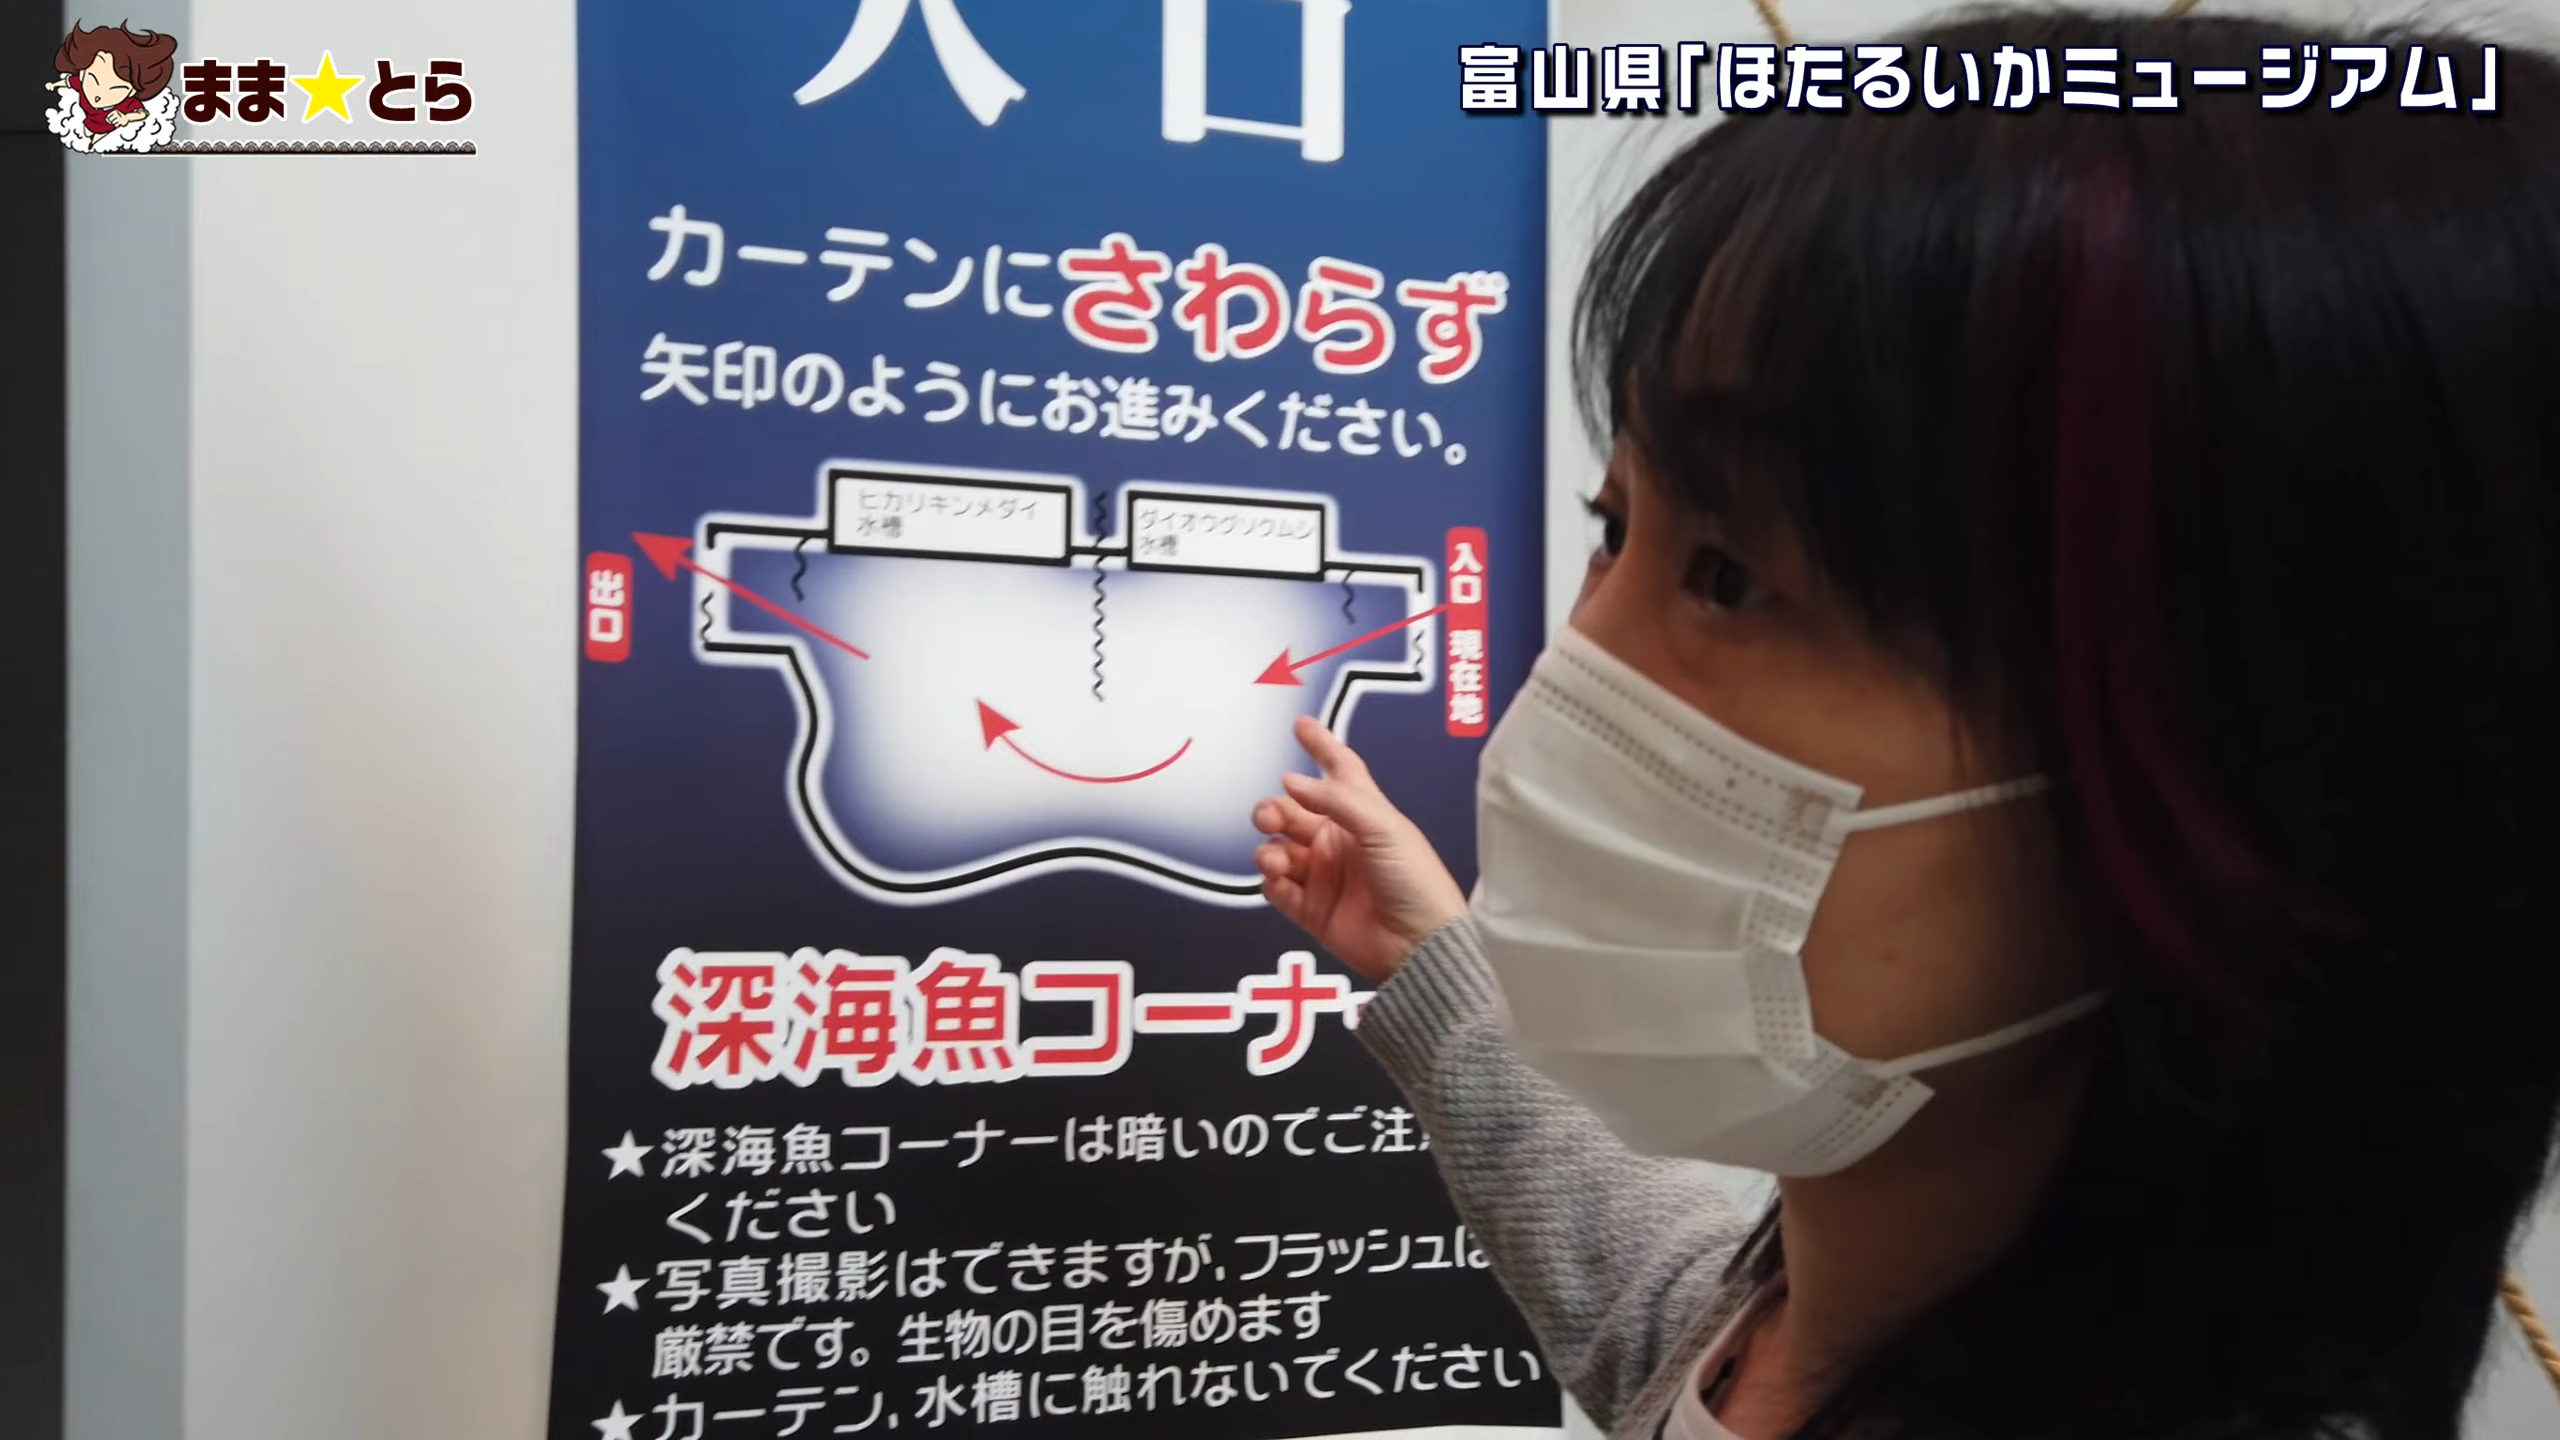 まま★とら
富山県「ほたるいかミュージアム」
入口
カーテンにさわらず
矢印のようにお進みください。
ヒカリキンメダイ
水槽
ダイオウグソクムシ
水槽
出口
入口 現在地
深海魚コーナー
★深海魚コーナーは暗いのでご注
ください
★写真撮影はできますが、フラッシュは
厳禁です。生物の目を傷めます
★カーテン、水槽に触れないでください